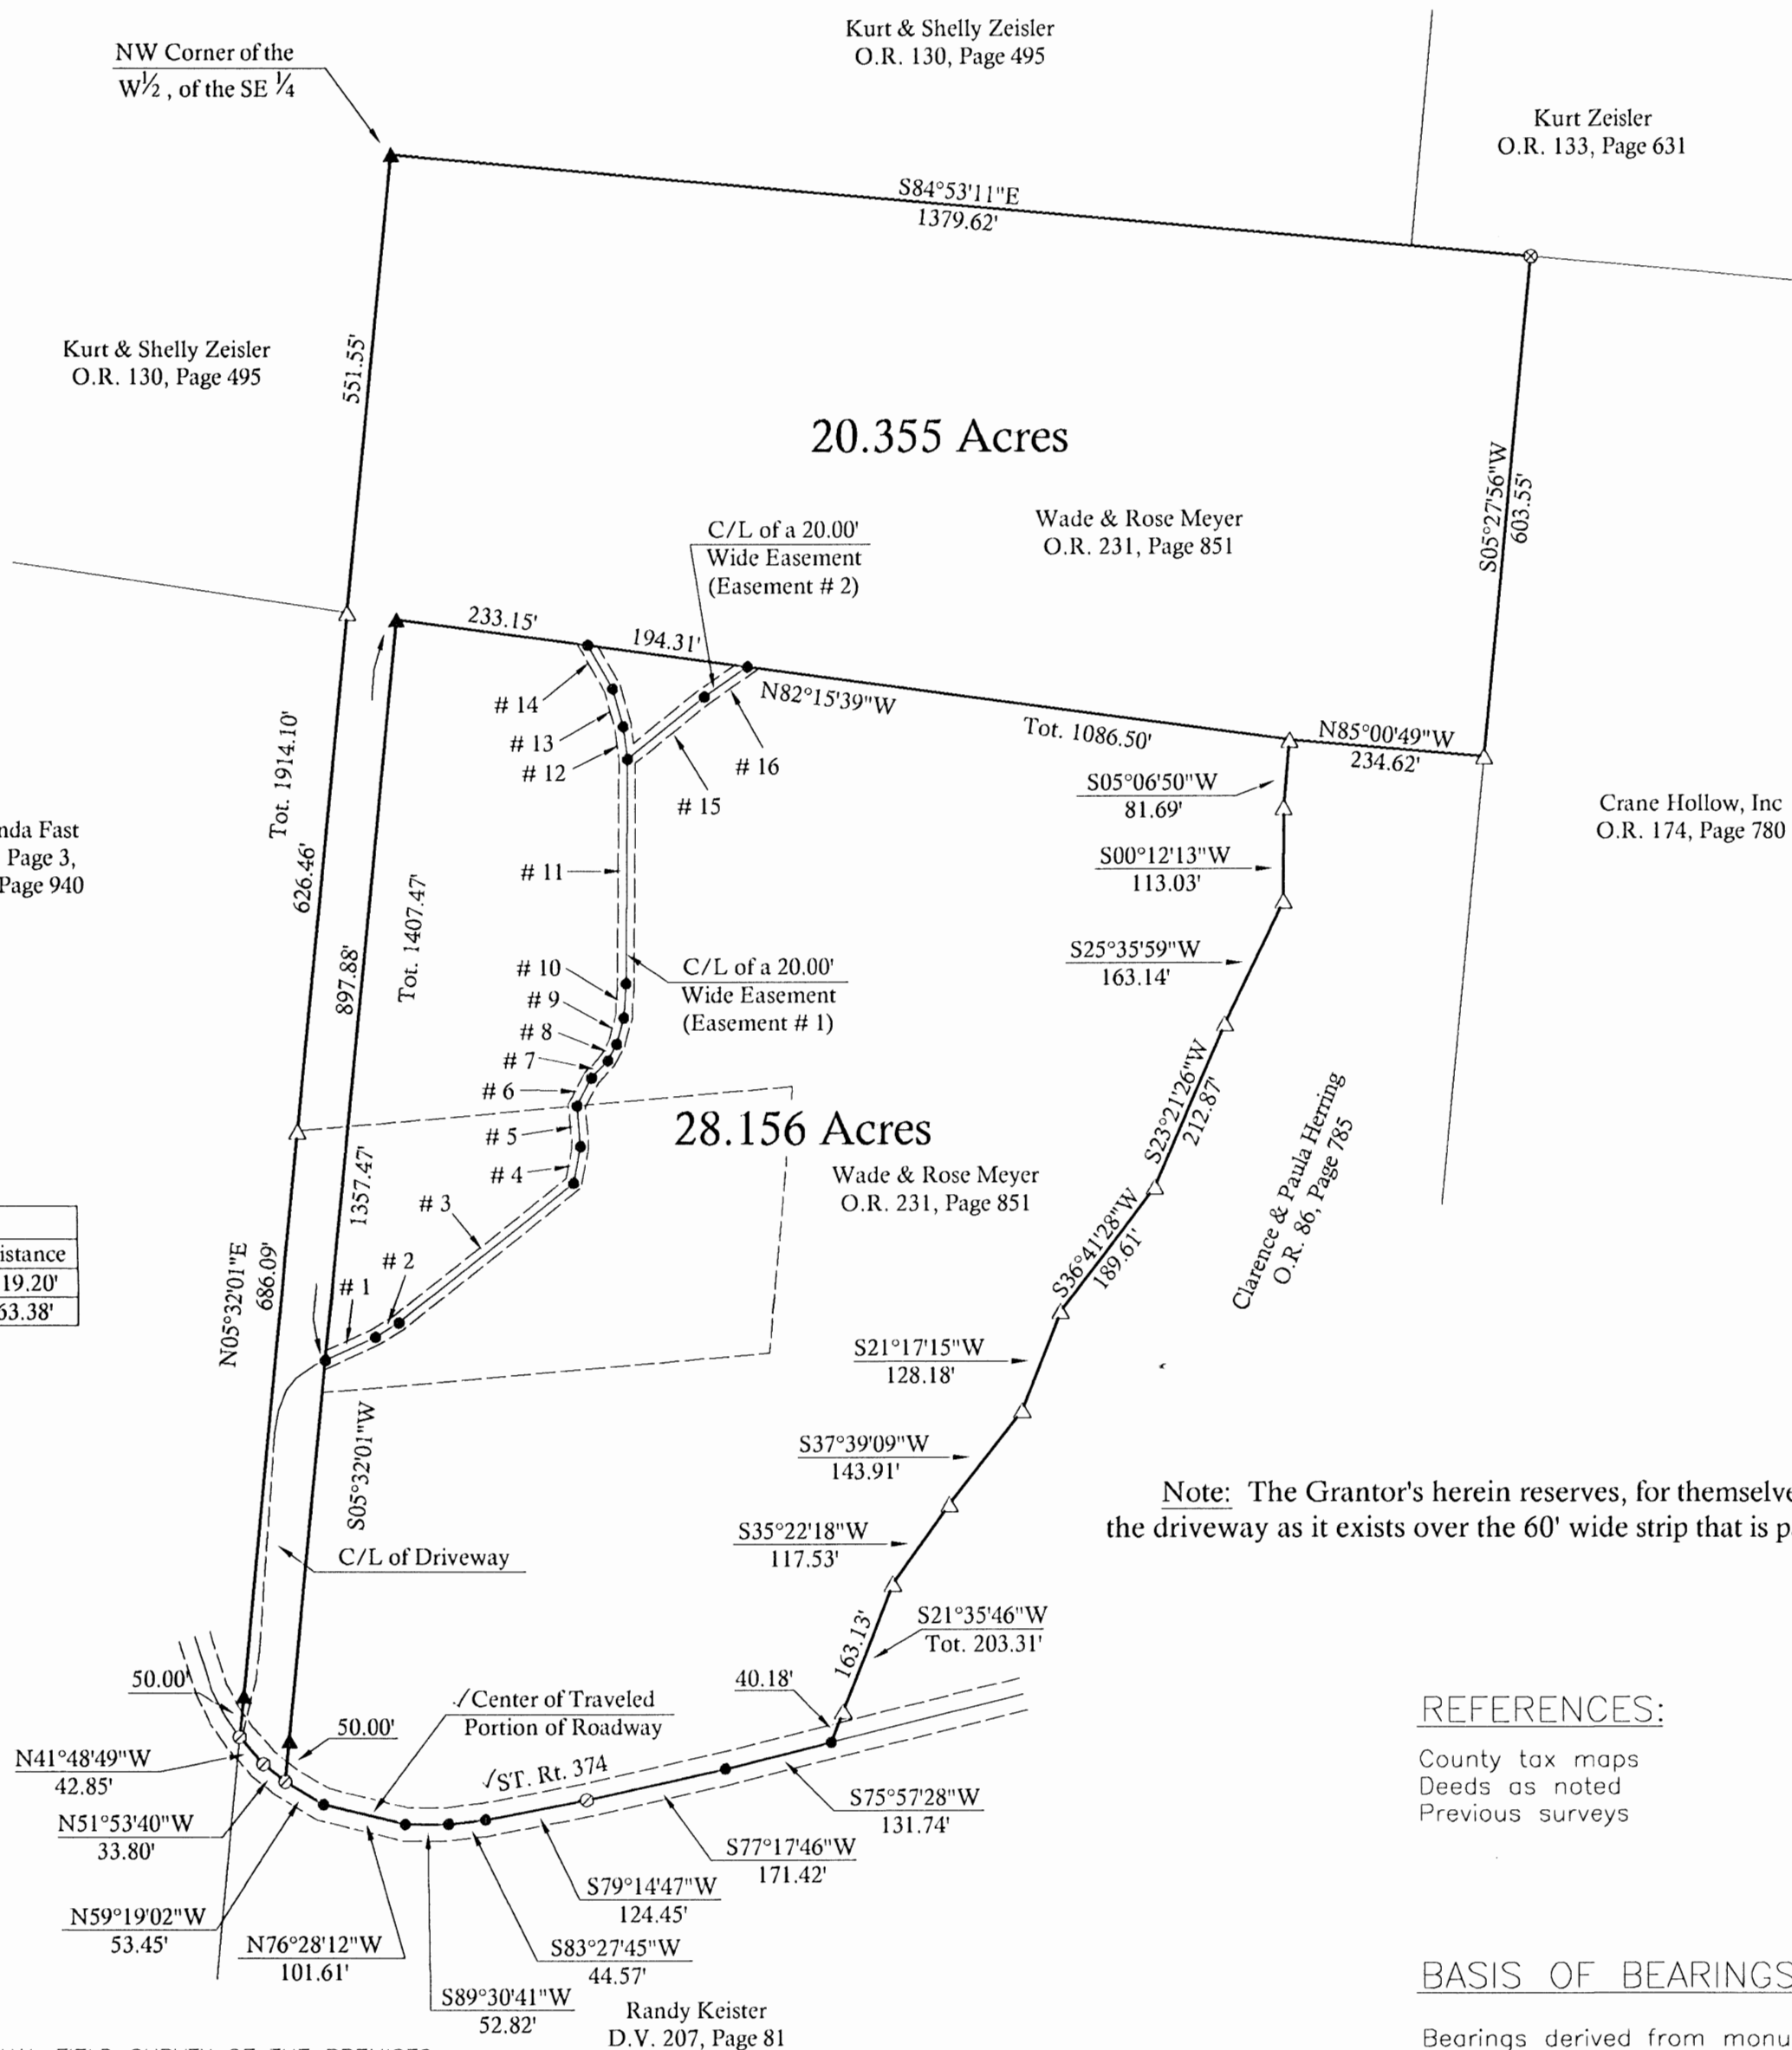 Kurt & Shelly Zeisler
O.R. 130, Page 495
NW Corner of the
W½ , of the SE ¼
Kurt Zeisler
O.R. 133, Page 631
S84°53'11"E
1379.62'
551.55'
Kurt & Shelly Zeisler
O.R. 130, Page 495
20.355 Acres
S05°27'56"W
603.55'
Wade & Rose Meyer
O.R. 231, Page 851
C/L of a 20.00'
Wide Easement
(Easement # 2)
233.15'
194.31'
N82°15'39"W
Tot. 1086.50'
N85°00'49"W
234.62'
# 14
# 13
# 12
# 16
# 15
Tot. 1914.10'
626.46'
S05°06'50"W
81.69'
Crane Hollow, Inc
O.R. 174, Page 780
nda Fast
Page 3,
Page 940
S00°12'13"W
113.03'
# 11
897.88'
Tot. 1407.47'
S25°35'59"W
163.14'
# 10
# 9
# 8
# 7
# 6
# 5
# 4
# 3
# 2
# 1
C/L of a 20.00'
Wide Easement
(Easement # 1)
28.156 Acres
Wade & Rose Meyer
O.R. 231, Page 851
S23°21'26"W
212.87'
Clarence & Paula Herring
O.R. 86, Page 785
1357.47'
S36°41'28"W
189.61'
istance
19.20'
63.38'
N05°32'01"E
686.09'
S21°17'15"W
128.18'
S05°32'01"W
S37°39'09"W
143.91'
Note: The Grantor's herein reserves, for themselve
the driveway as it exists over the 60' wide strip that is p
S35°22'18"W
117.53'
C/L of Driveway
163.13'
S21°35'46"W
Tot. 203.31'
50.00'
40.18'
Center of Traveled
Portion of Roadway
50.00'
ST. Rt. 374
N41°48'49"W
42.85'
S75°57'28"W
131.74'
N51°53'40"W
33.80'
S77°17'46"W
171.42'
S79°14'47"W
124.45'
N59°19'02"W
53.45'
N76°28'12"W
101.61'
S83°27'45"W
44.57'
S89°30'41"W
52.82'
Randy Keister
D.V. 207, Page 81
REFERENCES:
County tax maps
Deeds as noted
Previous surveys
BASIS OF BEARINGS
Bearings derived from monu